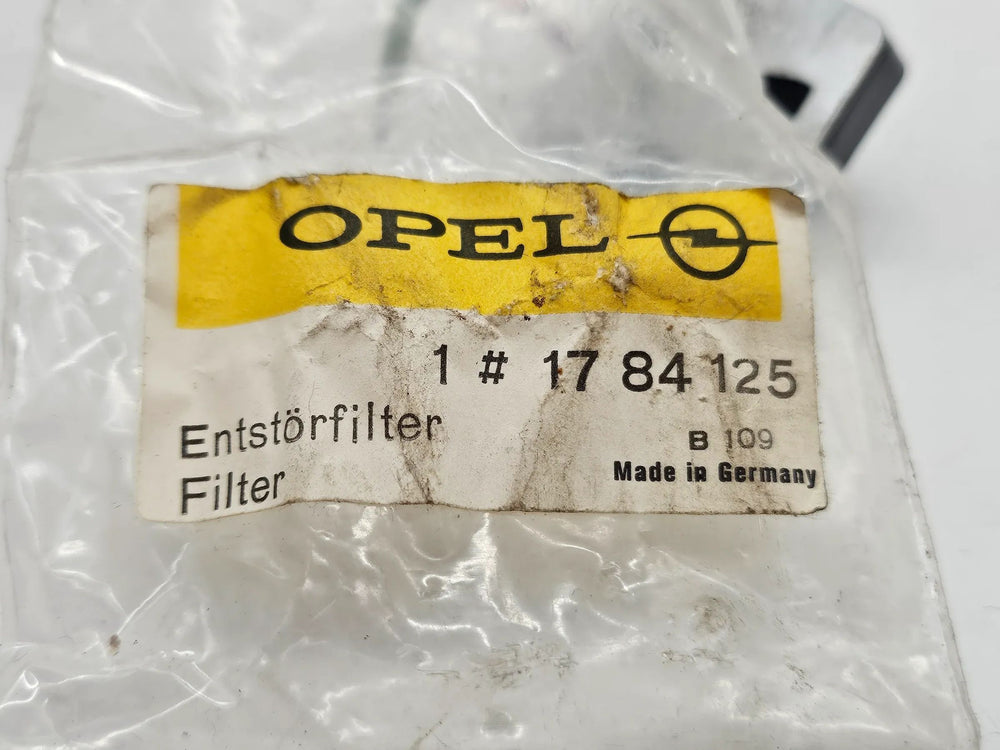 OPEL
1 # 17 84 125
Entstörfilter
B 109
Filter
Made in Germany